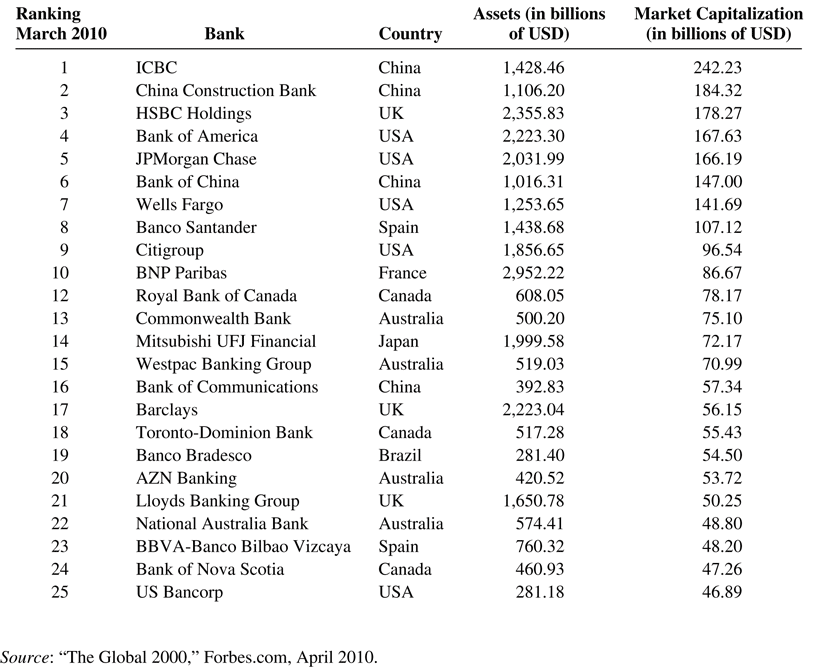 Ranking March 2010 Bank Country Assets (in billions of USD) Market Capitalization (in billions of USD)
1 ICBC China 1,428.46 242.23
2 China Construction Bank China 1,106.20 184.32
3 HSBC Holdings UK 2,355.83 178.27
4 Bank of America USA 2,223.30 167.63
5 JPMorgan Chase USA 2,031.99 166.19
6 Bank of China China 1,016.31 147.00
7 Wells Fargo USA 1,253.65 141.69
8 Banco Santander Spain 1,438.68 107.12
9 Citigroup USA 1,856.65 96.54
10 BNP Paribas France 2,952.22 86.67
12 Royal Bank of Canada Canada 608.05 78.17
13 Commonwealth Bank Australia 500.20 75.10
14 Mitsubishi UFJ Financial Japan 1,999.58 72.17
15 Westpac Banking Group Australia 519.03 70.99
16 Bank of Communications China 392.83 57.34
17 Barclays UK 2,223.04 56.15
18 Toronto-Dominion Bank Canada 517.28 55.43
19 Banco Bradesco Brazil 281.40 54.50
20 AZN Banking Australia 420.52 53.72
21 Lloyds Banking Group UK 1,650.78 50.25
22 National Australia Bank Australia 574.41 48.80
23 BBVA-Banco Bilbao Vizcaya Spain 760.32 48.20
24 Bank of Nova Scotia Canada 460.93 47.26
25 US Bancorp USA 281.18 46.89
Source: “The Global 2000,” Forbes.com, April 2010.